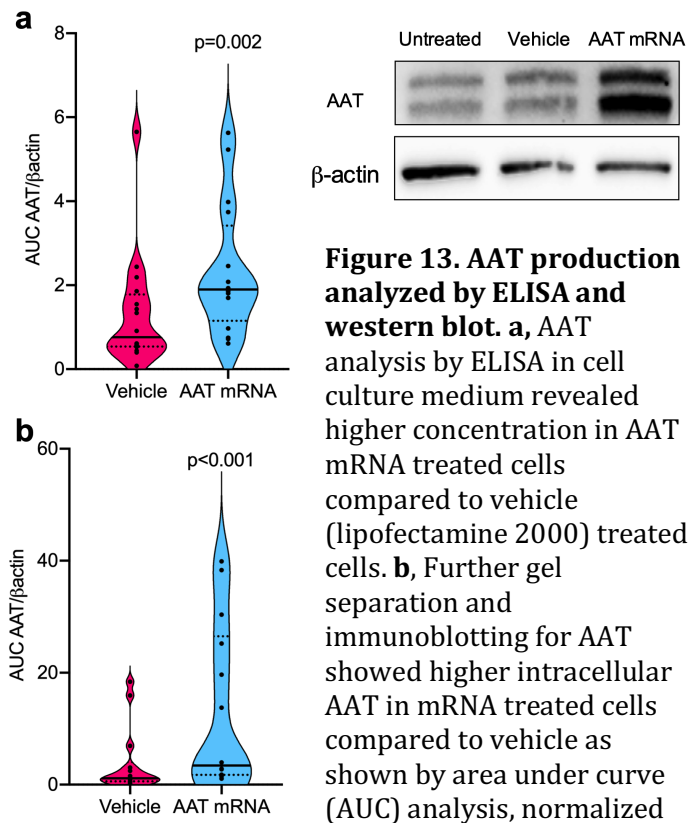 a
8
6
4
2
0
AUC AAT/βactin
p=0.002
Vehicle AAT mRNA
b
60
40
20
0
AUC AAT/βactin
p<0.001
Vehicle AAT mRNA
Untreated Vehicle AAT mRNA
AAT
β-actin
Figure 13. AAT production
analyzed by ELISA and
western blot. a, AAT
analysis by ELISA in cell
culture medium revealed
higher concentration in AAT
mRNA treated cells
compared to vehicle
(lipofectamine 2000) treated
cells. b, Further gel
separation and
immunoblotting for AAT
showed higher intracellular
AAT in mRNA treated cells
compared to vehicle as
shown by area under curve
(AUC) analysis, normalized